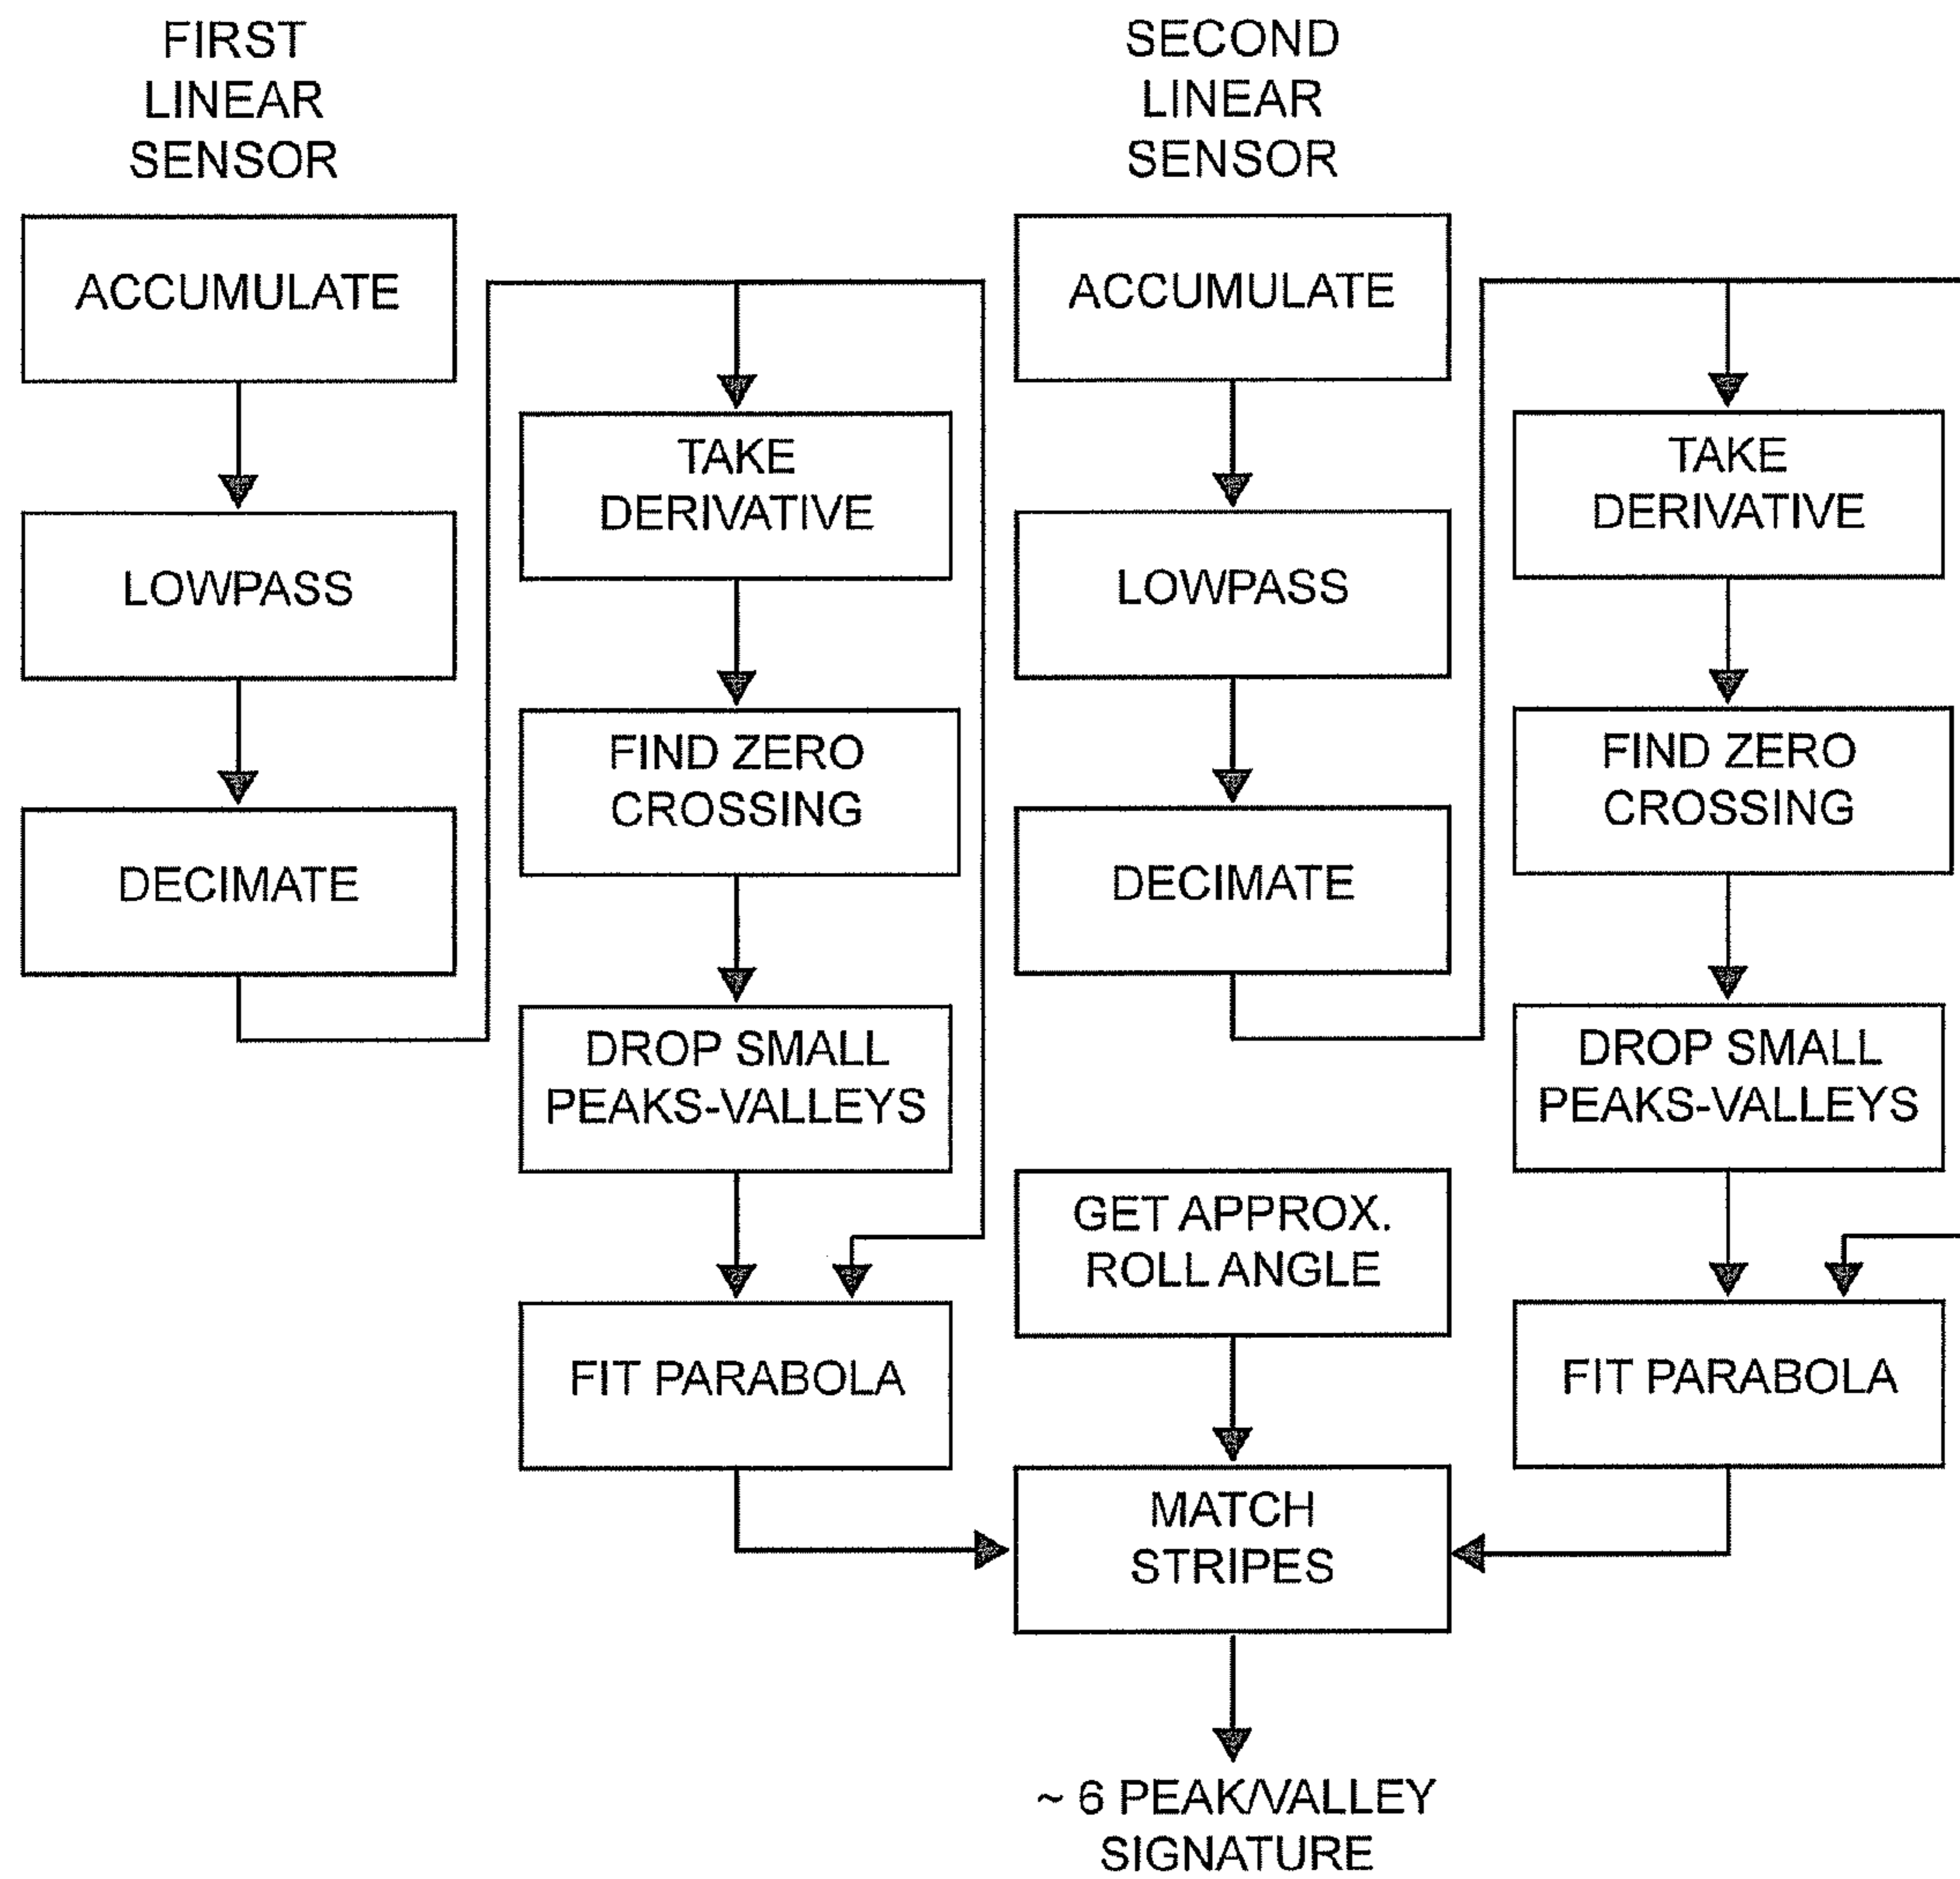 FIRST
LINEAR
SENSOR
ACCUMULATE
LOWPASS
DECIMATE
TAKE
DERIVATIVE
FIND ZERO
CROSSING
DROP SMALL
PEAKS-VALLEYS
FIT PARABOLA
SECOND
LINEAR
SENSOR
ACCUMULATE
LOWPASS
DECIMATE
TAKE
DERIVATIVE
FIND ZERO
CROSSING
DROP SMALL
PEAKS-VALLEYS
FIT PARABOLA
GET APPROX.
ROLL ANGLE
MATCH
STRIPES
~ 6 PEAK/VALLEY
SIGNATURE